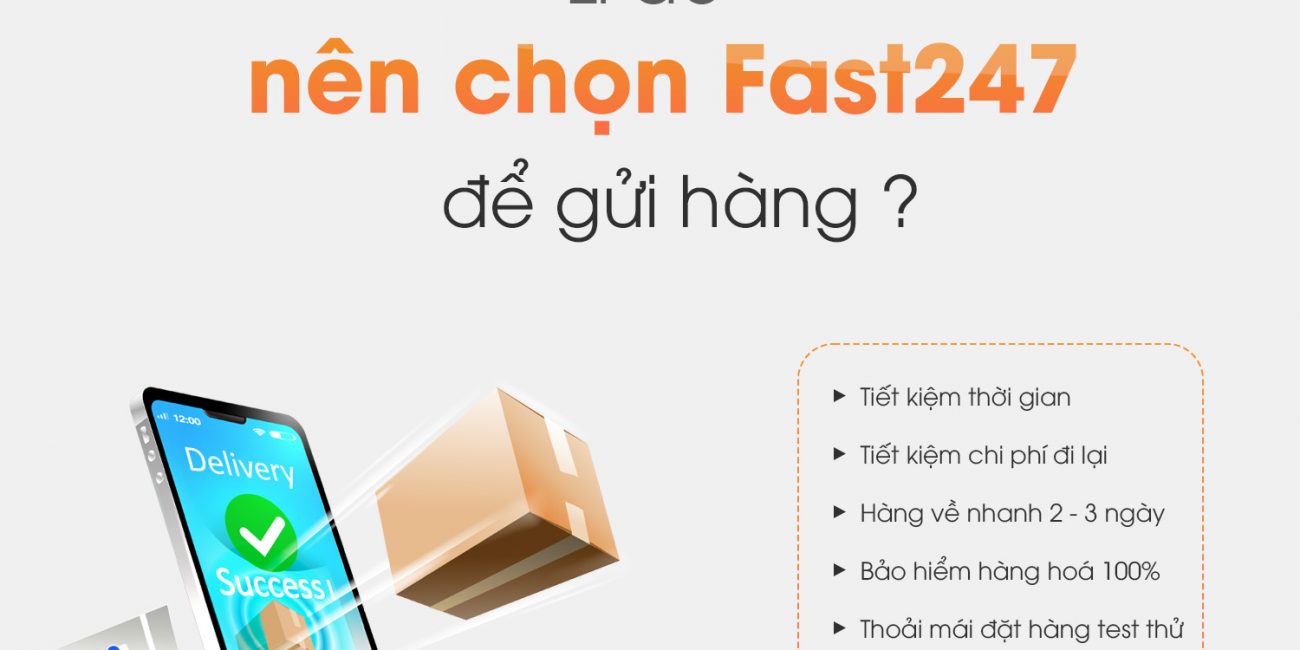 nên chọn Fast247
để gửi hàng ?
12:00
Delivery
Success!
Tiết kiệm thời gian
Tiết kiệm chi phí đi lại
Hàng về nhanh 2 - 3 ngày
Bảo hiểm hàng hoá 100%
Thoải mái đặt hàng test thử